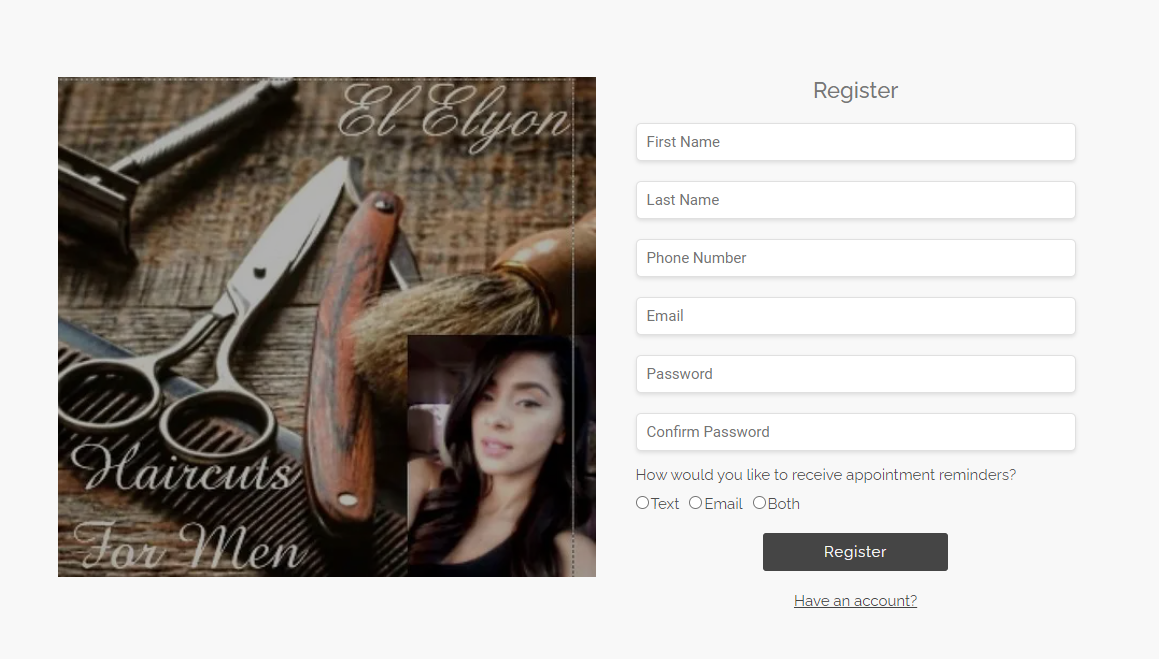 El Elyon
Haircuts
For Men
Register
First Name
Last Name
Phone Number
Email
Password
Confirm Password
How would you like to receive appointment reminders?
Text Email Both
Register
Have an account?